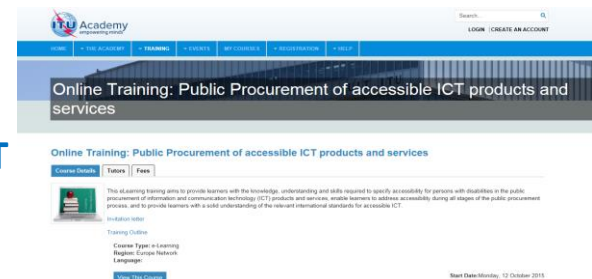 Search...
ITU Academy
empowering minds
LOGIN | CREATE AN ACCOUNT
HOME + THE ACADEMY + TRAINING + EVENTS MY COURSES + REGISTRATION + HELP
Online Training: Public Procurement of accessible ICT products and
services
T
Online Training: Public Procurement of accessible ICT products and services
Course Details Tutors Fees
This eLearning training aims to provide learners with the knowledge, understanding and skills required to specify accessibility for persons with disabilities in the public
procurement of information and communication technology (ICT) products and services, enable learners to address accessibility during all stages of the public procurement
process, and to provide learners with a solid understanding of the relevant international standards for accessible ICT.
Invitation letter
Training Outline
Course Type: e-Learning
Region: Europe Network
Language:
View This Course
Start Date:Monday, 12 October 2015